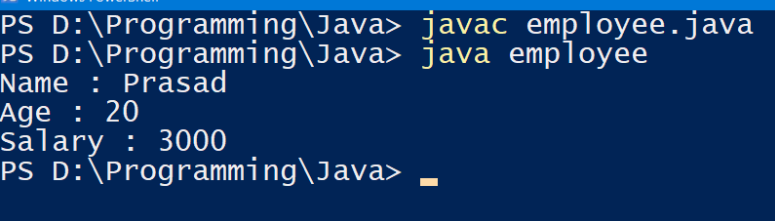 PS D:\Programming\Java> javac employee.java
PS D:\Programming\Java> java employee
Name : Prasad
Age : 20
Salary : 3000
PS D:\Programming\Java>